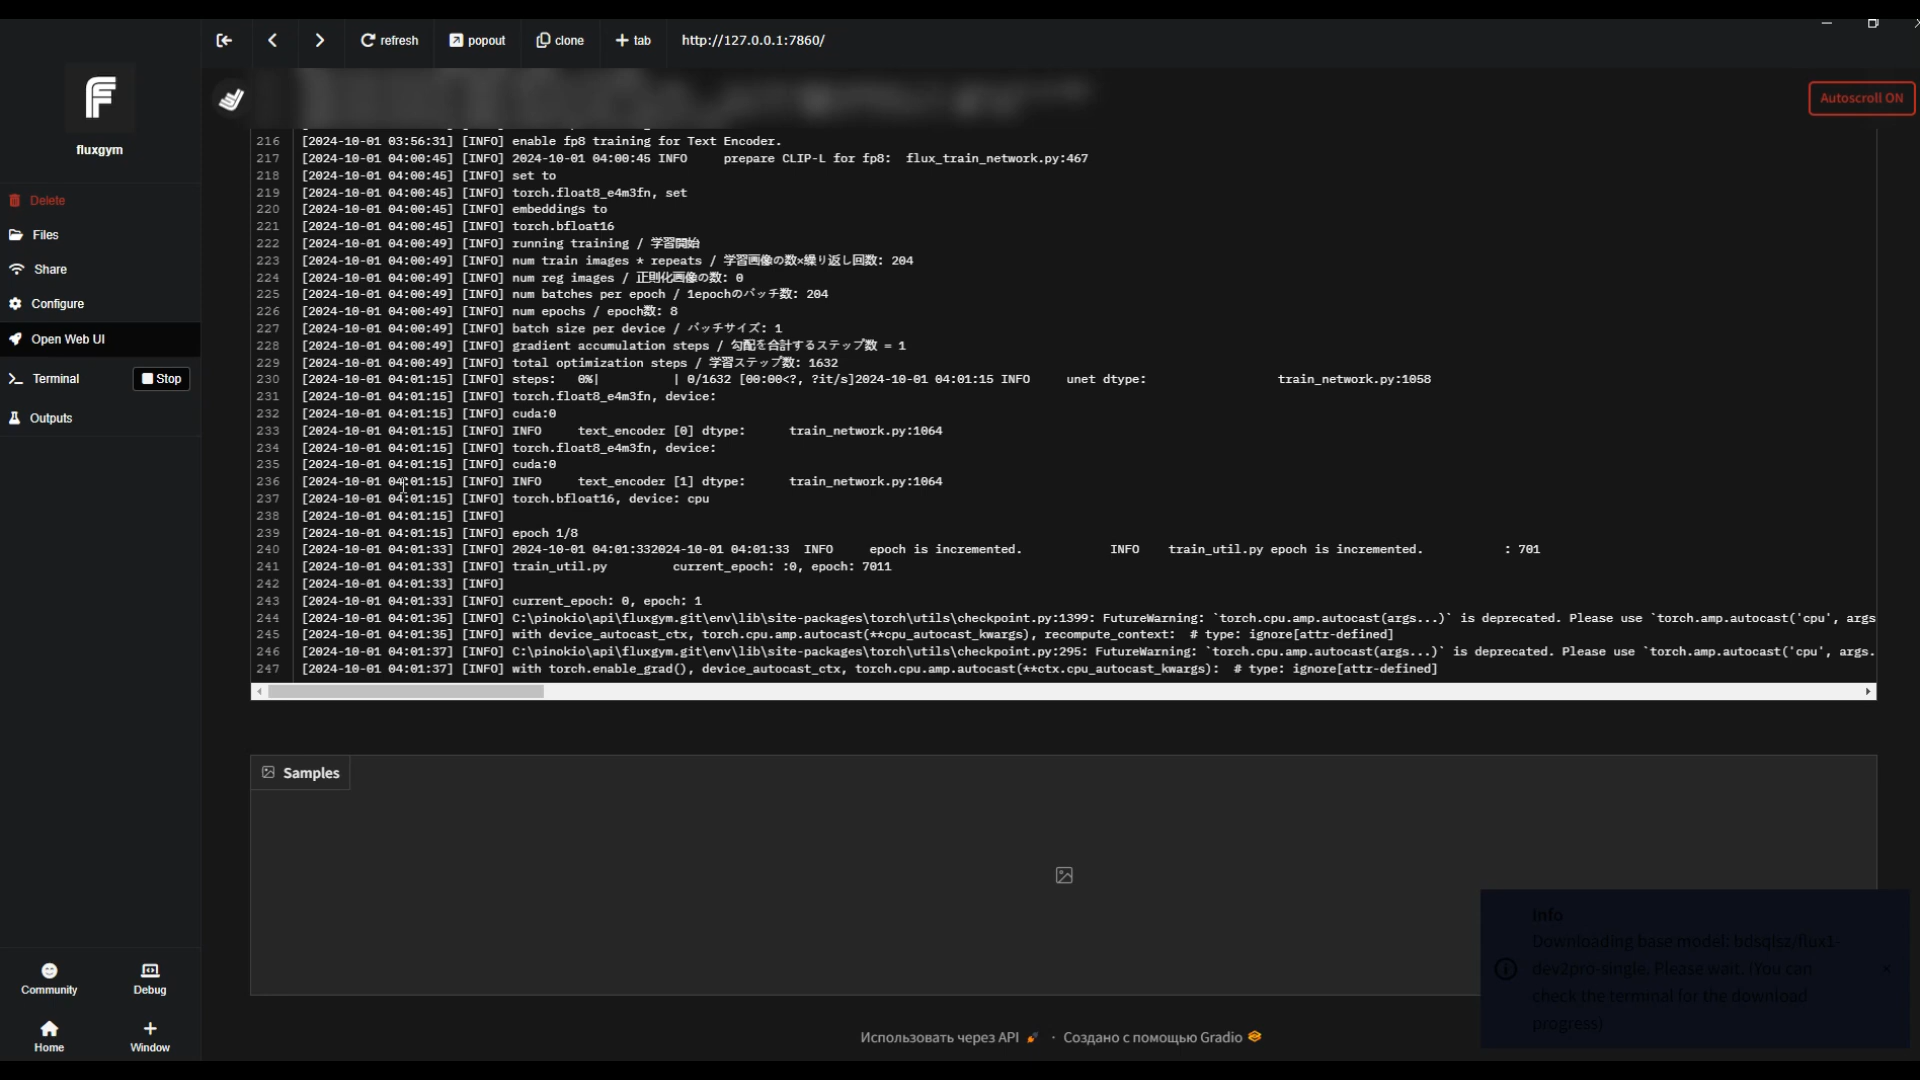 refresh popout clone tab http://127.0.0.1:7860/
fluxgym
Delete
Files
Share
Configure
Open Web UI
Terminal Stop
Outputs
Community Debug
Home Window
Autoscroll ON
216 [2024-10-01 03:56:31] [INFO] enable fp8 training for Text Encoder.
217 [2024-10-01 04:00:45] [INFO] 2024-10-01 04:00:45 INFO prepare CLIP-L for fp8: flux_train_network.py:467
218 [2024-10-01 04:00:45] [INFO] set to
219 [2024-10-01 04:00:45] [INFO] torch.float8_e4m3fn, set
220 [2024-10-01 04:00:45] [INFO] embeddings to
221 [2024-10-01 04:00:45] [INFO] torch.bfloat16
222 [2024-10-01 04:00:49] [INFO] running training / 学習開始
223 [2024-10-01 04:00:49] [INFO] num train images * repeats / 学習画像の数×繰り返し回数: 204
224 [2024-10-01 04:00:49] [INFO] num reg images / 正則化画像の数: 0
225 [2024-10-01 04:00:49] [INFO] num batches per epoch / 1epochのバッチ数: 204
226 [2024-10-01 04:00:49] [INFO] num epochs / epoch数: 8
227 [2024-10-01 04:00:49] [INFO] batch size per device / バッチサイズ: 1
228 [2024-10-01 04:00:49] [INFO] gradient accumulation steps / 勾配を合計するステップ数 = 1
229 [2024-10-01 04:00:49] [INFO] total optimization steps / 学習ステップ数: 1632
230 [2024-10-01 04:01:15] [INFO] steps: 0%| | 0/1632 [00:00<?, ?it/s]2024-10-01 04:01:15 INFO unet dtype: train_network.py:1058
231 [2024-10-01 04:01:15] [INFO] torch.float8_e4m3fn, device:
232 [2024-10-01 04:01:15] [INFO] cuda:0
233 [2024-10-01 04:01:15] [INFO] INFO text_encoder [0] dtype: train_network.py:1064
234 [2024-10-01 04:01:15] [INFO] torch.float8_e4m3fn, device:
235 [2024-10-01 04:01:15] [INFO] cuda:0
236 [2024-10-01 04:01:15] [INFO] INFO text_encoder [1] dtype: train_network.py:1064
237 [2024-10-01 04:01:15] [INFO] torch.bfloat16, device: cpu
238 [2024-10-01 04:01:15] [INFO]
239 [2024-10-01 04:01:15] [INFO] epoch 1/8
240 [2024-10-01 04:01:33] [INFO] 2024-10-01 04:01:332024-10-01 04:01:33 INFO epoch is incremented. INFO train_util.py epoch is incremented. : 701
241 [2024-10-01 04:01:33] [INFO] train_util.py current_epoch: :0, epoch: 7011
242 [2024-10-01 04:01:33] [INFO]
243 [2024-10-01 04:01:33] [INFO] current_epoch: 0, epoch: 1
244 [2024-10-01 04:01:35] [INFO] C:\pinokio\api\fluxgym.git\env\lib\site-packages\torch\utils\checkpoint.py:1399: FutureWarning: `torch.cpu.amp.autocast(args...)` is deprecated. Please use `torch.amp.autocast('cpu', args
245 [2024-10-01 04:01:35] [INFO] with device_autocast_ctx, torch.cpu.amp.autocast(**cpu_autocast_kwargs), recompute_context: # type: ignore[attr-defined]
246 [2024-10-01 04:01:37] [INFO] C:\pinokio\api\fluxgym.git\env\lib\site-packages\torch\utils\checkpoint.py:295: FutureWarning: `torch.cpu.amp.autocast(args...)` is deprecated. Please use `torch.amp.autocast('cpu', args.
247 [2024-10-01 04:01:37] [INFO] with torch.enable_grad(), device_autocast_ctx, torch.cpu.amp.autocast(**ctx.cpu_autocast_kwargs): # type: ignore[attr-defined]
Samples
Info
Downloading base model: bdsqlsz/flux1-
dev2pro-single. Please wait. (You can
check the terminal for the download
progress)
Использовать через API · Создано с помощью Gradio